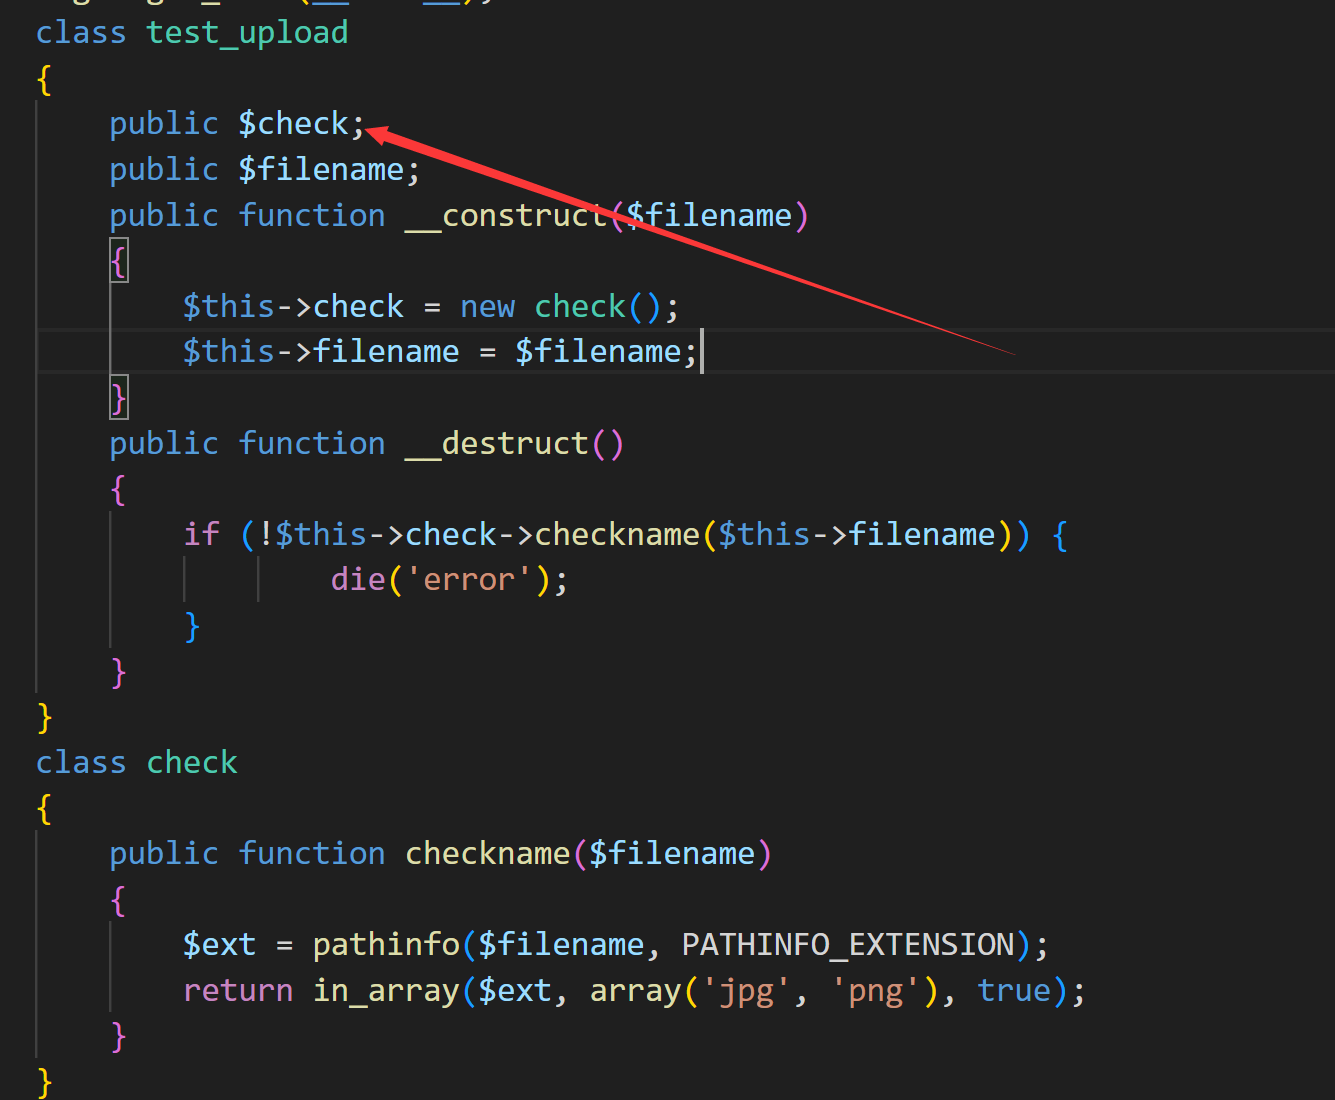 class test_upload
{
    public $check;
    public $filename;
    public function __construct($filename)
    {
        $this->check = new check();
        $this->filename = $filename;
    }
    public function __destruct()
    {
        if (!$this->check->checkname($this->filename)) {
                die('error');
        }
    }
}
class check
{
    public function checkname($filename)
    {
        $ext = pathinfo($filename, PATHINFO_EXTENSION);
        return in_array($ext, array('jpg', 'png'), true);
    }
}